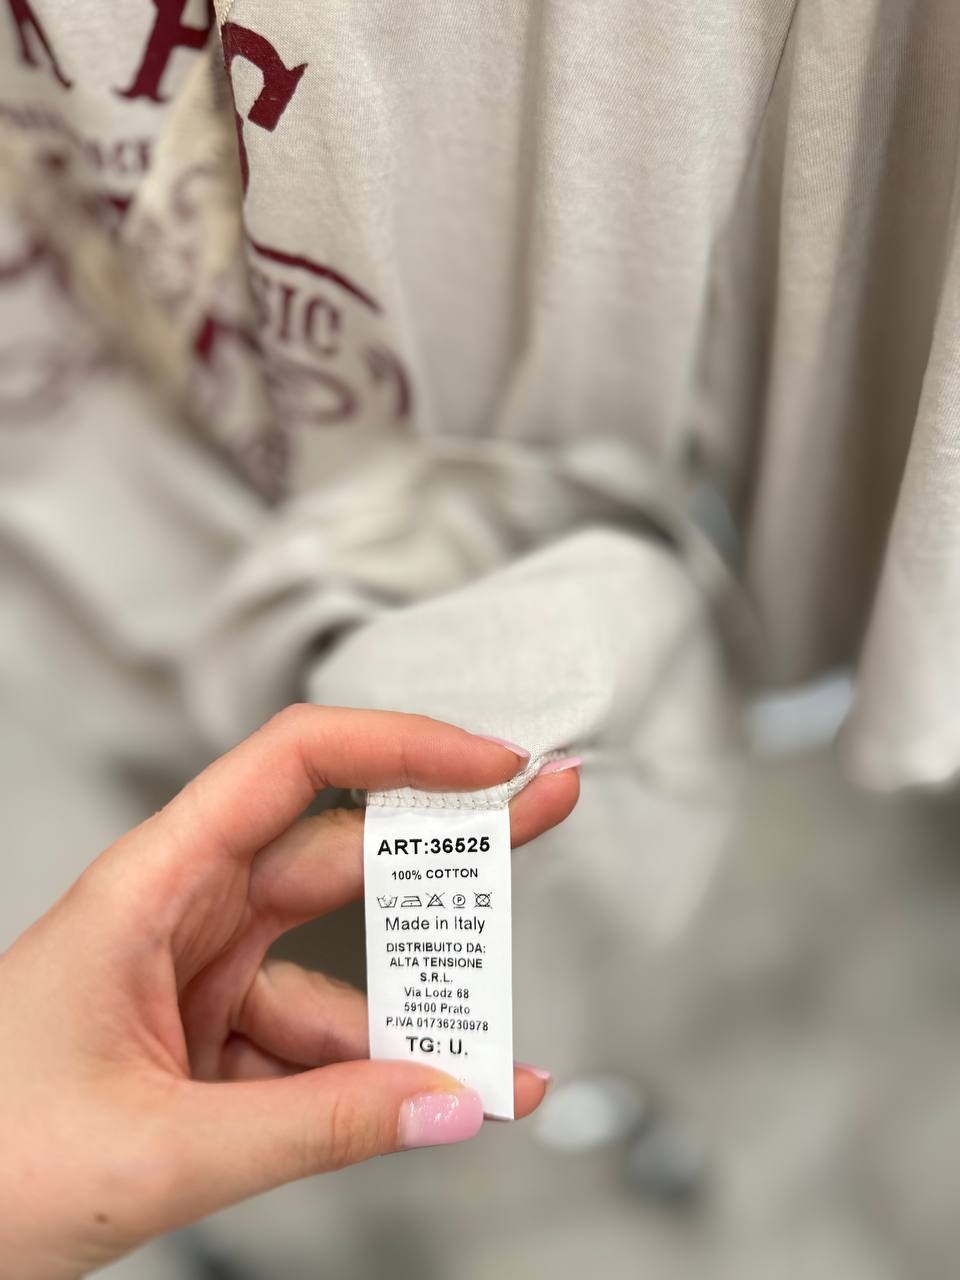 SIC
ART:36525
100% COTTON
Made in Italy
DISTRIBUITO DA:
ALTA TENSIONE
S.R.L.
Via Lodz 68
59100 Prato
P.IVA 01736230978
TG: U.